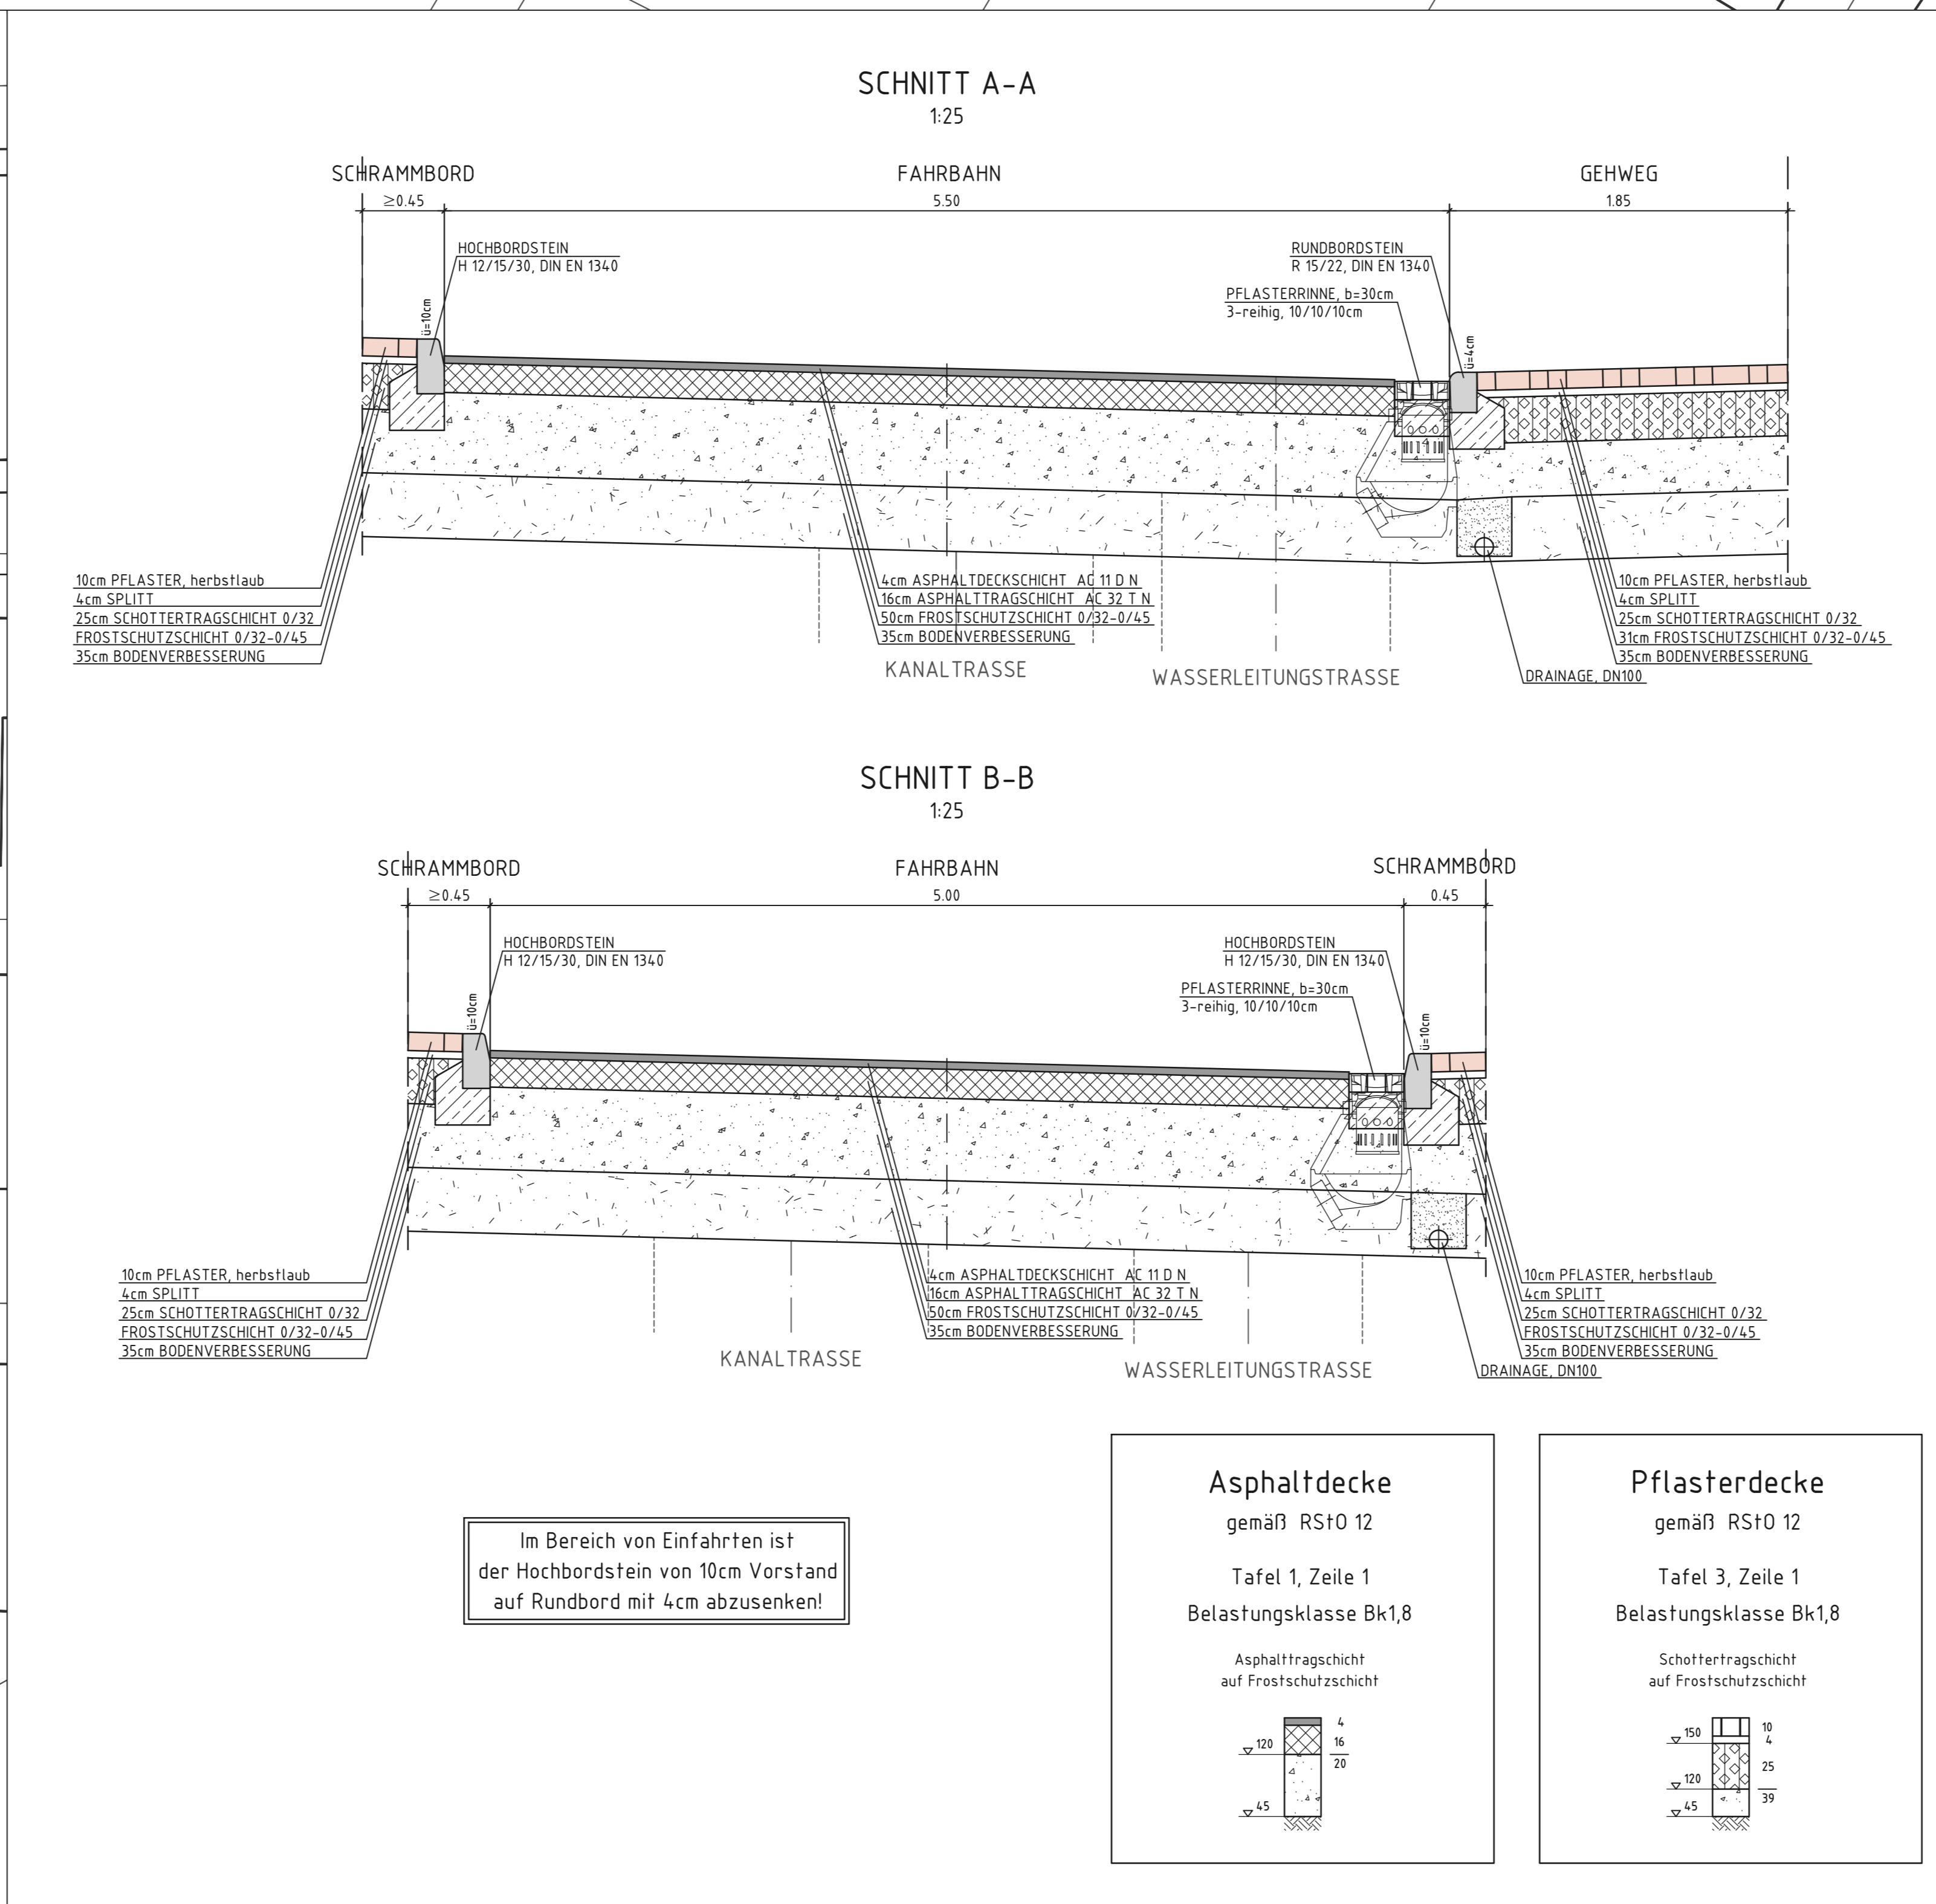 SCHNITT A-A
1:25
SCHRAMMBORD
FAHRBAHN
GEHWEG
≥0.45
5.50
1.85
HOCHBORDSTEIN
H 12/15/30, DIN EN 1340
RUNDBORDSTEIN
R 15/22, DIN EN 1340
PFLASTERRINNE, b=30cm
3-reihig, 10/10/10cm
ü=10cm
ü=4cm
10cm PFLASTER, herbstlaub
4cm SPLITT
25cm SCHOTTERTRAGSCHICHT 0/32
FROSTSCHUTZSCHICHT 0/32-0/45
35cm BODENVERBESSERUNG
4cm ASPHALTDECKSCHICHT AC 11 D N
16cm ASPHALTTRAGSCHICHT AC 32 T N
50cm FROSTSCHUTZSCHICHT 0/32-0/45
35cm BODENVERBESSERUNG
10cm PFLASTER, herbstlaub
4cm SPLITT
25cm SCHOTTERTRAGSCHICHT 0/32
31cm FROSTSCHUTZSCHICHT 0/32-0/45
35cm BODENVERBESSERUNG
DRAINAGE, DN100
KANALTRASSE
WASSERLEITUNGSTRASSE
SCHNITT B-B
1:25
SCHRAMMBORD
FAHRBAHN
SCHRAMMBORD
≥0.45
5.00
0.45
HOCHBORDSTEIN
H 12/15/30, DIN EN 1340
HOCHBORDSTEIN
H 12/15/30, DIN EN 1340
PFLASTERRINNE, b=30cm
3-reihig, 10/10/10cm
ü=10cm
ü=10cm
10cm PFLASTER, herbstlaub
4cm SPLITT
25cm SCHOTTERTRAGSCHICHT 0/32
FROSTSCHUTZSCHICHT 0/32-0/45
35cm BODENVERBESSERUNG
4cm ASPHALTDECKSCHICHT AC 11 D N
16cm ASPHALTTRAGSCHICHT AC 32 T N
50cm FROSTSCHUTZSCHICHT 0/32-0/45
35cm BODENVERBESSERUNG
10cm PFLASTER, herbstlaub
4cm SPLITT
25cm SCHOTTERTRAGSCHICHT 0/32
FROSTSCHUTZSCHICHT 0/32-0/45
35cm BODENVERBESSERUNG
DRAINAGE, DN100
KANALTRASSE
WASSERLEITUNGSTRASSE
Im Bereich von Einfahrten ist
der Hochbordstein von 10cm Vorstand
auf Rundbord mit 4cm abzusenken!
Asphaltdecke
gemäß RStO 12
Tafel 1, Zeile 1
Belastungsklasse Bk1,8
Asphalttragschicht
auf Frostschutzschicht
4
120
16
20
45
Pflasterdecke
gemäß RStO 12
Tafel 3, Zeile 1
Belastungsklasse Bk1,8
Schottertragschicht
auf Frostschutzschicht
150
10
4
25
120
39
45